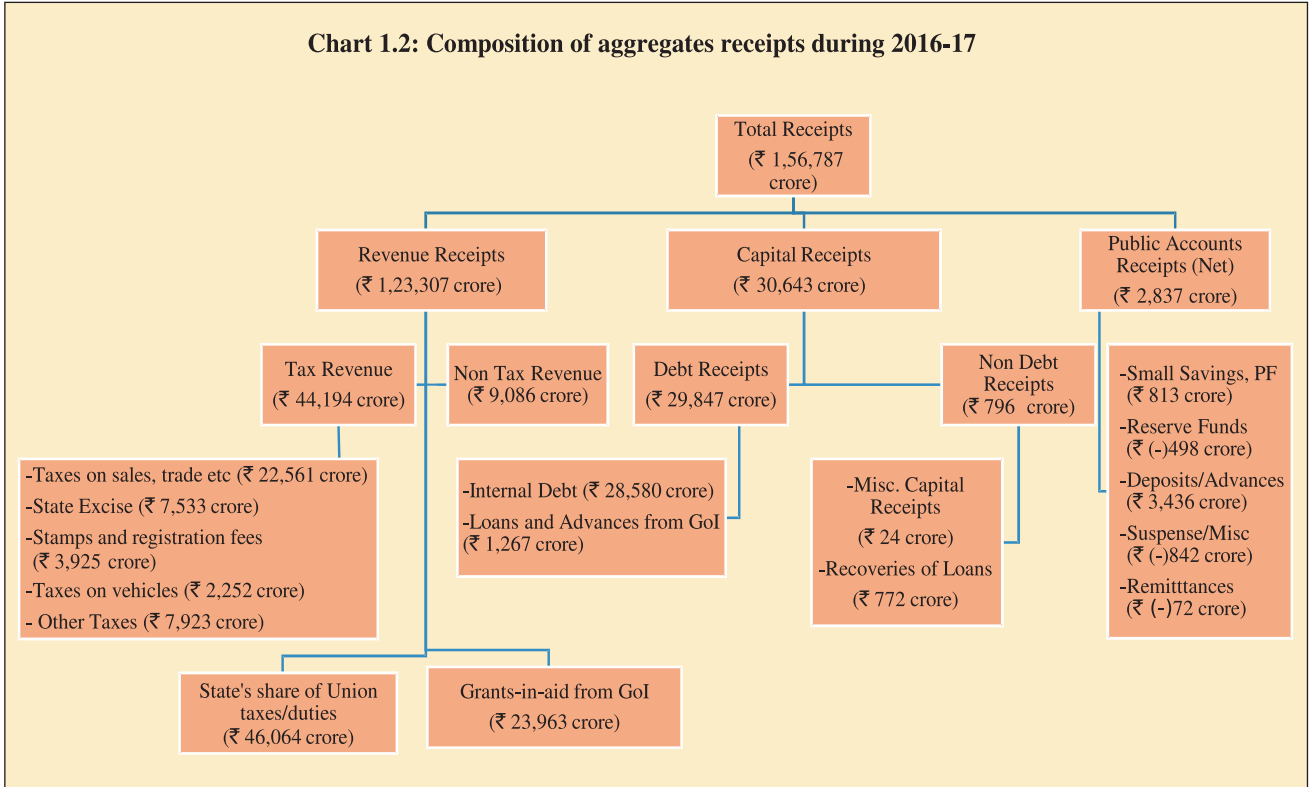 Chart 1.2: Composition of aggregates receipts during 2016-17
Total Receipts
(₹ 1,56,787
crore)
Revenue Receipts
(₹ 1,23,307 crore)
Capital Receipts
(₹ 30,643 crore)
Public Accounts
Receipts (Net)
(₹ 2,837 crore)
Tax Revenue
(₹ 44,194 crore)
Non Tax Revenue
(₹ 9,086 crore)
Debt Receipts
(₹ 29,847 crore)
Non Debt
Receipts
(₹ 796 crore)
-Taxes on sales, trade etc (₹ 22,561 crore)
-State Excise (₹ 7,533 crore)
-Stamps and registration fees
(₹ 3,925 crore)
-Taxes on vehicles (₹ 2,252 crore)
- Other Taxes (₹ 7,923 crore)
-Internal Debt (₹ 28,580 crore)
-Loans and Advances from GoI
(₹ 1,267 crore)
-Misc. Capital
Receipts
(₹ 24 crore)
-Recoveries of Loans
(₹ 772 crore)
-Small Savings, PF
(₹ 813 crore)
-Reserve Funds
(₹ (-)498 crore)
-Deposits/Advances
(₹ 3,436 crore)
-Suspense/Misc
(₹ (-)842 crore)
-Remitttances
(₹ (-)72 crore)
State's share of Union
taxes/duties
(₹ 46,064 crore)
Grants-in-aid from GoI
(₹ 23,963 crore)